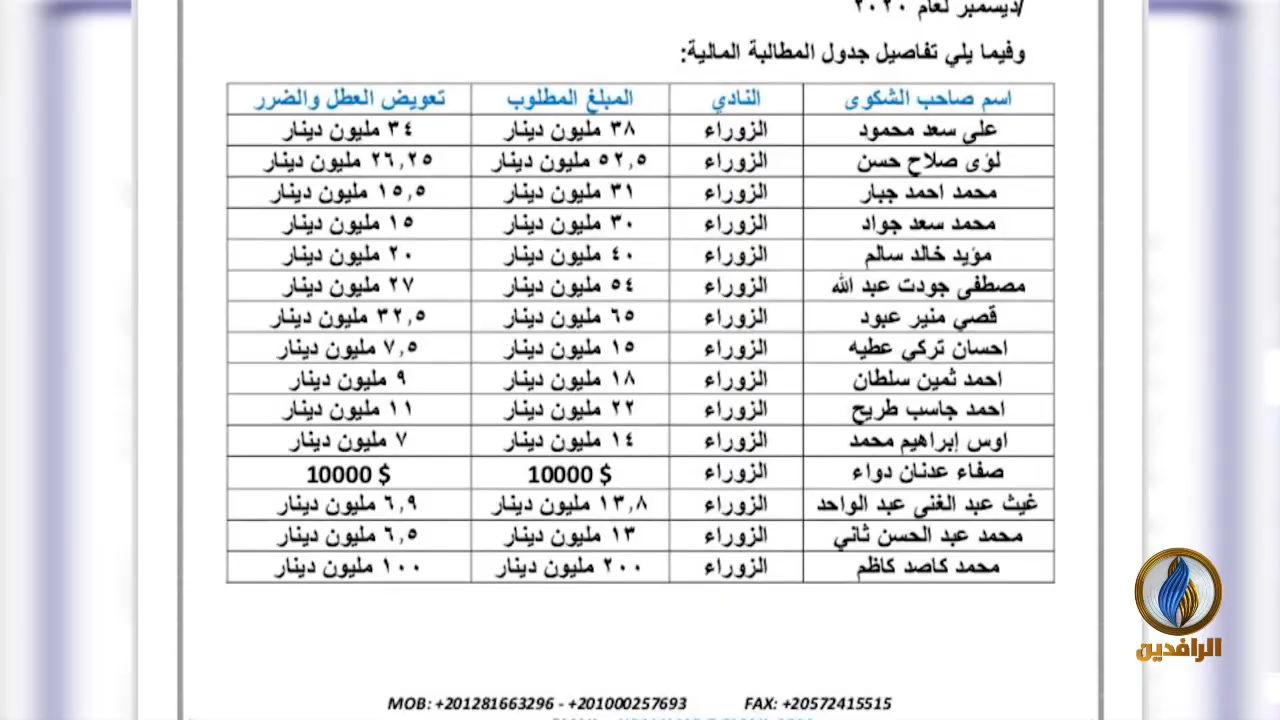 /ديسمبر لعام ٢٠٢٠
وفيما يلي تفاصيل جدول المطالبة المالية:
اسم صاحب الشكوى النادي المبلغ المطلوب تعويض العطل والضرر
علي سعد محمود الزوراء ٣٨ مليون دينار ٣٤ مليون دينار
لؤى صلاح حسن الزوراء ٥٢,٥ مليون دينار ٢٦,٢٥ مليون دينار
محمد احمد جبار الزوراء ٣١ مليون دينار ١٥,٥ مليون دينار
محمد سعد جواد الزوراء ٣٠ مليون دينار ١٥ مليون دينار
مؤيد خالد سالم الزوراء ٤٠ مليون دينار ٢٠ مليون دينار
مصطفى جودت عبد الله الزوراء ٥٤ مليون دينار ٢٧ مليون دينار
قصي منير عبود الزوراء ٦٥ مليون دينار ٣٢,٥ مليون دينار
احسان تركي عطيه الزوراء ١٥ مليون دينار ٧,٥ مليون دينار
احمد ثمين سلطان الزوراء ١٨ مليون دينار ٩ مليون دينار
احمد جاسب طريح الزوراء ٢٢ مليون دينار ١١ مليون دينار
اوس إبراهيم محمد الزوراء ١٤ مليون دينار ٧ مليون دينار
صفاء عدنان دواء الزوراء 10000 $ 10000 $
غيث عبد الغني عبد الواحد الزوراء ١٣,٨ مليون دينار ٦,٩ مليون دينار
محمد عبد الحسن ثاني الزوراء ١٣ مليون دينار ٦,٥ مليون دينار
محمد كاصد كاظم الزوراء ٢٠٠ مليون دينار ١٠٠ مليون دينار
الرافدين
MOB: +201281663296 - +201000257693 FAX: +20572415515